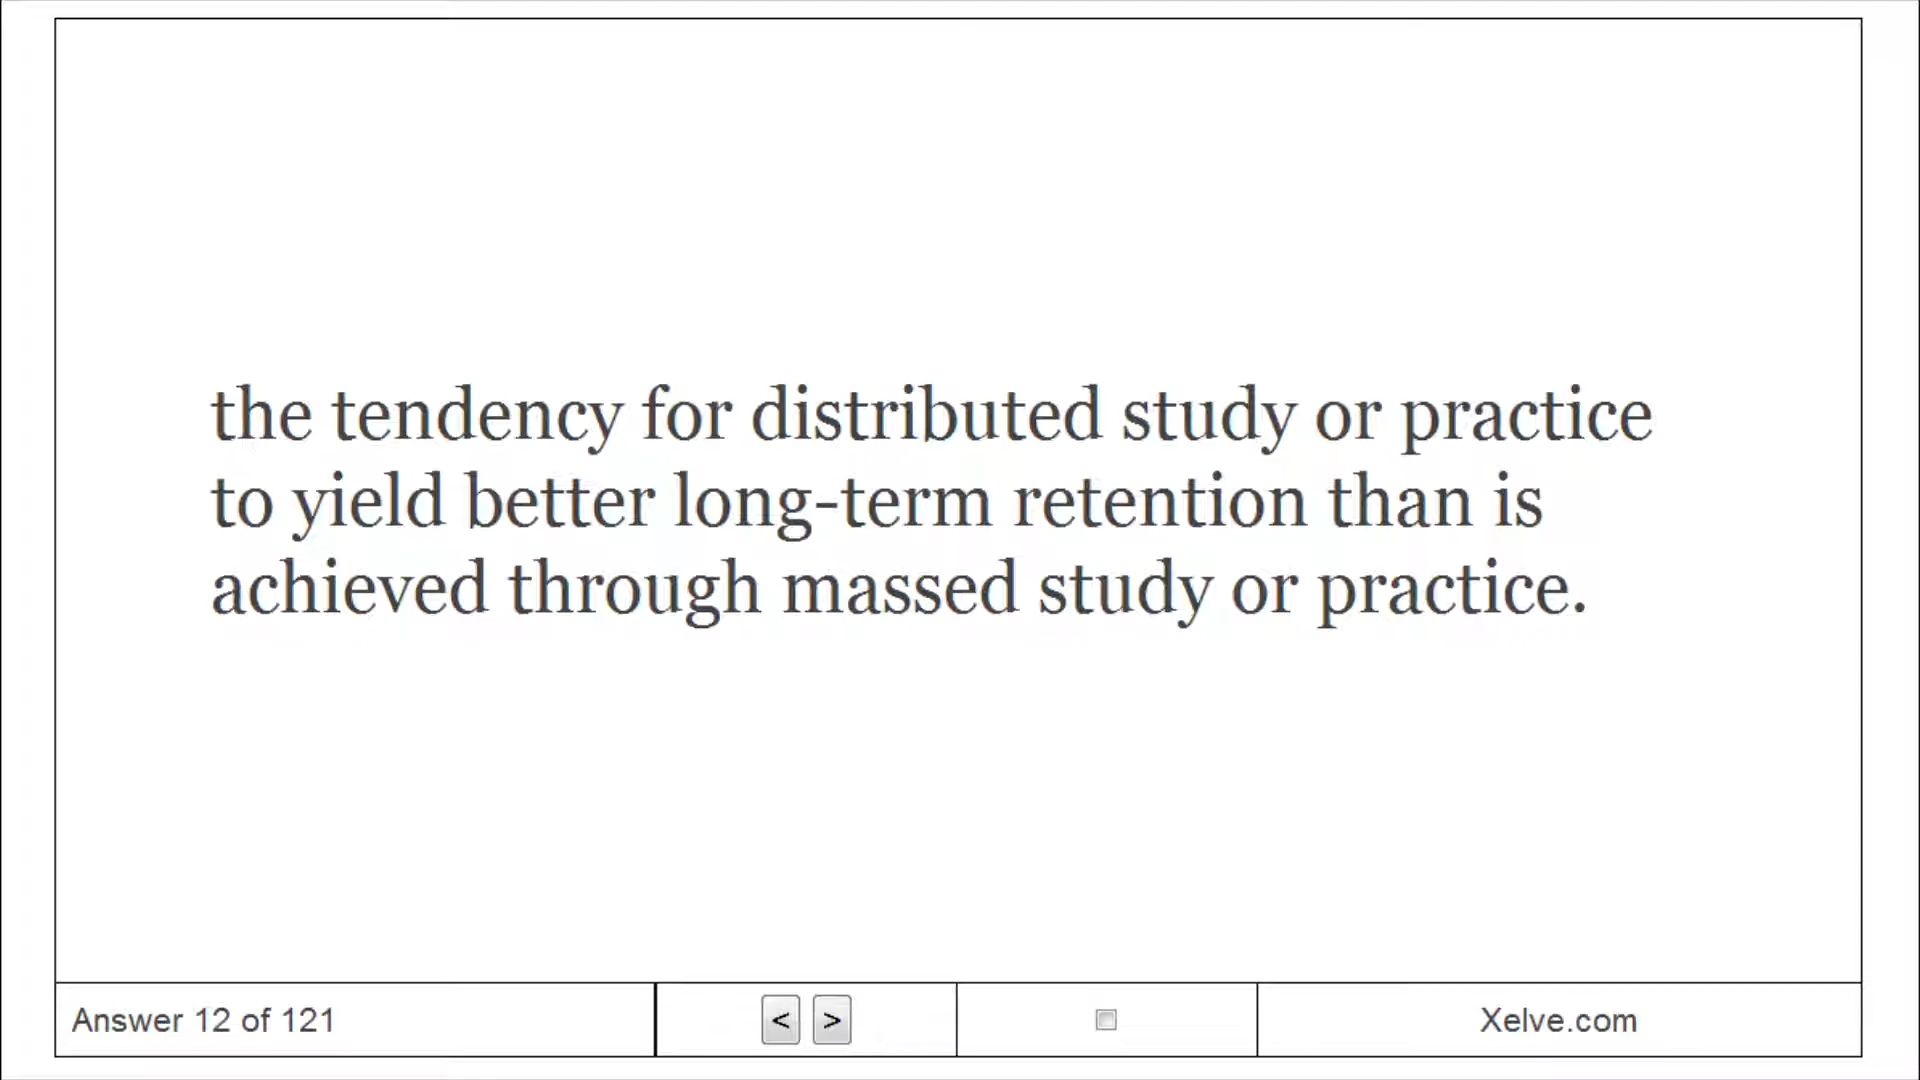 the tendency for distributed study or practice
to yield better long-term retention than is
achieved through massed study or practice.
Answer 12 of 121
< >
Xelve.com